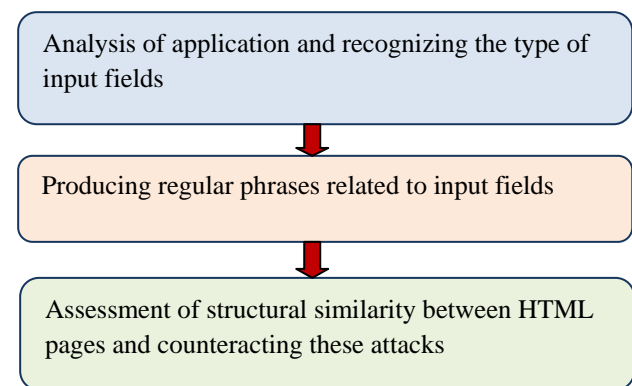 Analysis of application and recognizing the type of
input fields
Producing regular phrases related to input fields
Assessment of structural similarity between HTML
pages and counteracting these attacks